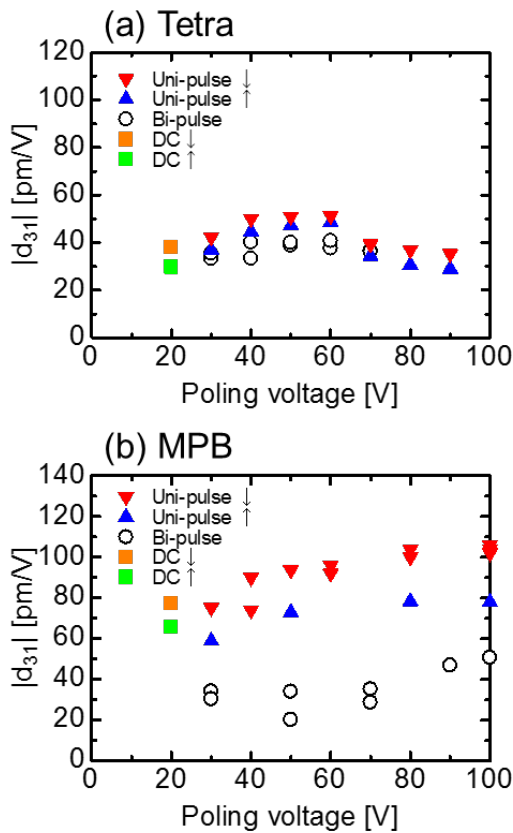 (a) Tetra
120
100
80
60
40
20
0
|d31| [pm/V]
Uni-pulse ↓
Uni-pulse ↑
Bi-pulse
DC ↓
DC ↑
0 20 40 60 80 100
Poling voltage [V]
(b) MPB
140
120
100
80
60
40
20
0
|d31| [pm/V]
Uni-pulse ↓
Uni-pulse ↑
Bi-pulse
DC ↓
DC ↑
0 20 40 60 80 100
Poling voltage [V]